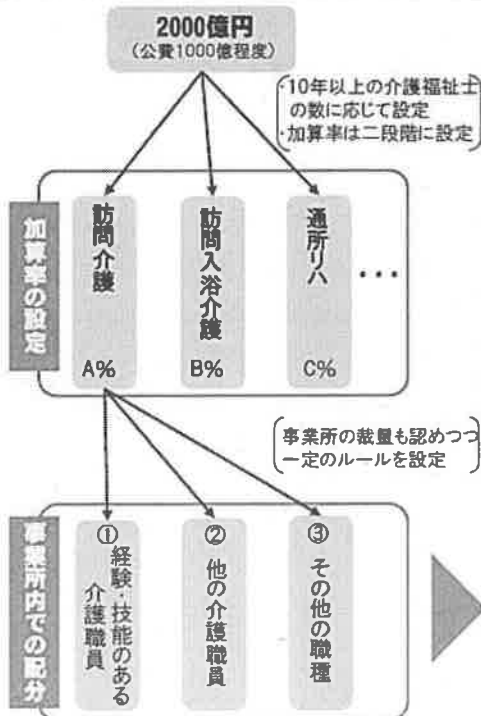 2000億円
(公費1000億程度)
・10年以上の介護福祉士
の数に応じて設定
・加算率は二段階に設定
加算率の設定
訪問介護
A%
訪問入浴介護
B%
通所リハ
C%
・・・
事業所の裁量も認めつつ
一定のルールを設定
事業所内での配分
①
経験・技能のある
介護職員
②
他の介護職員
③
その他の職種